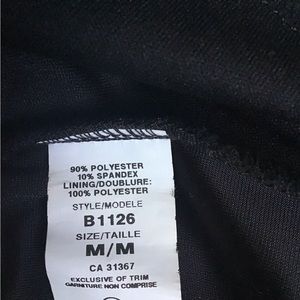 90% POLYESTER
10% SPANDEX
LINING/DOUBLURE:
100% POLYESTER
STYLE/MODELE
B1126
SIZE/TAILLE
M/M
CA 31367
EXCLUSIVE OF TRIM
GARNITURE NON COMPRISE